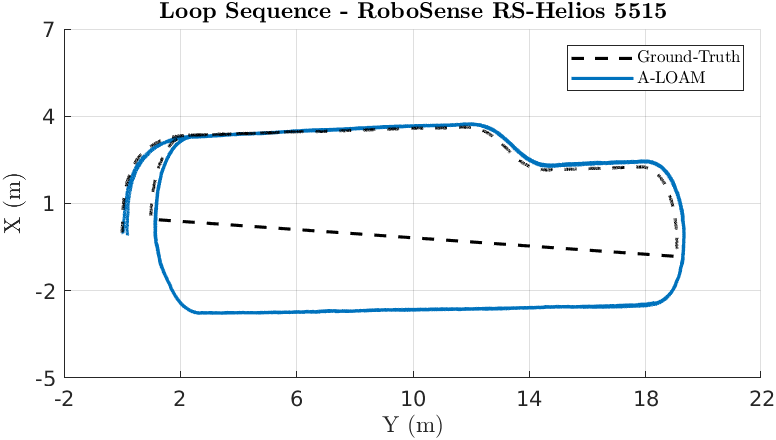 Loop Sequence - RoboSense RS-Helios 5515
7
4
1
-2
-5
X (m)
Ground-Truth
A-LOAM
-2
2
6
10
14
18
22
Y (m)